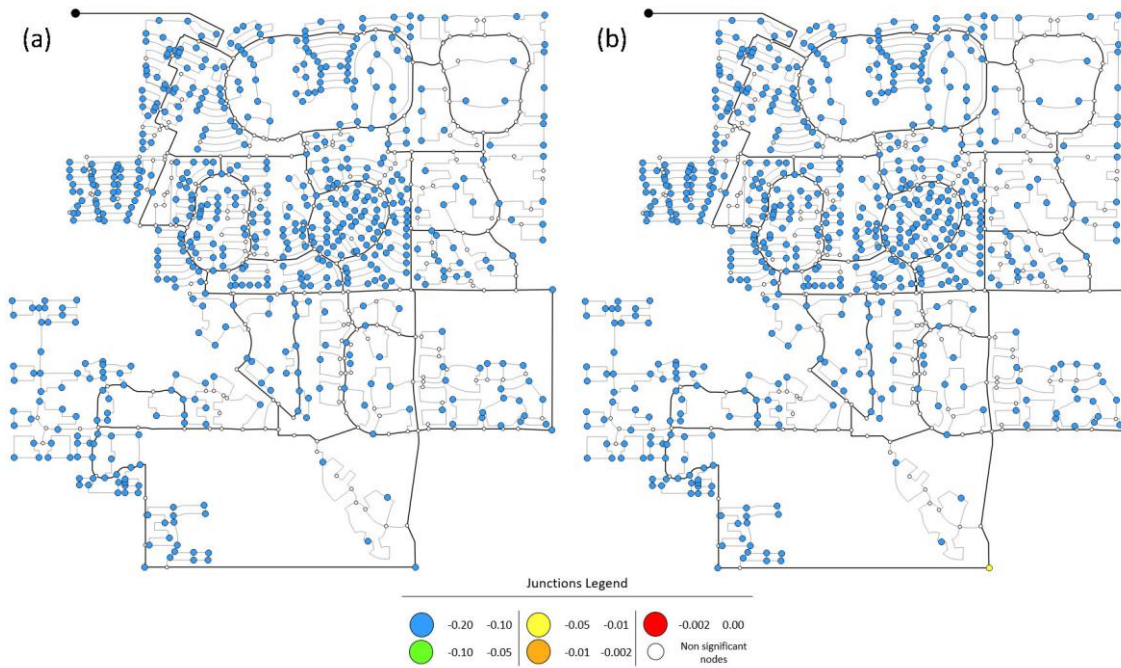 (a) (b)
Junctions Legend
-0.20 -0.10 -0.05 -0.01 -0.002 0.00
-0.10 -0.05 -0.01 -0.002 Non significant
nodes